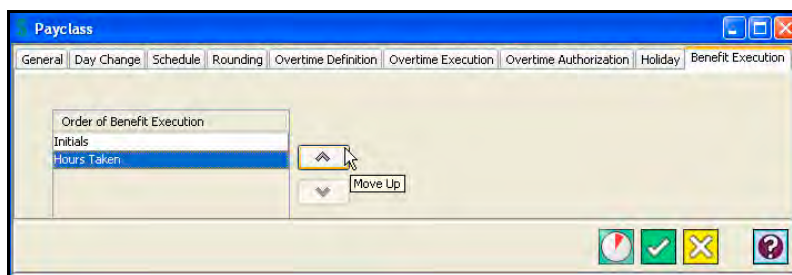 Payclass
General Day Change Schedule Rounding Overtime Definition Overtime Execution Overtime Authorization Holiday Benefit Execution
Order of Benefit Execution
Initials
Hours Taken
Move Up
?